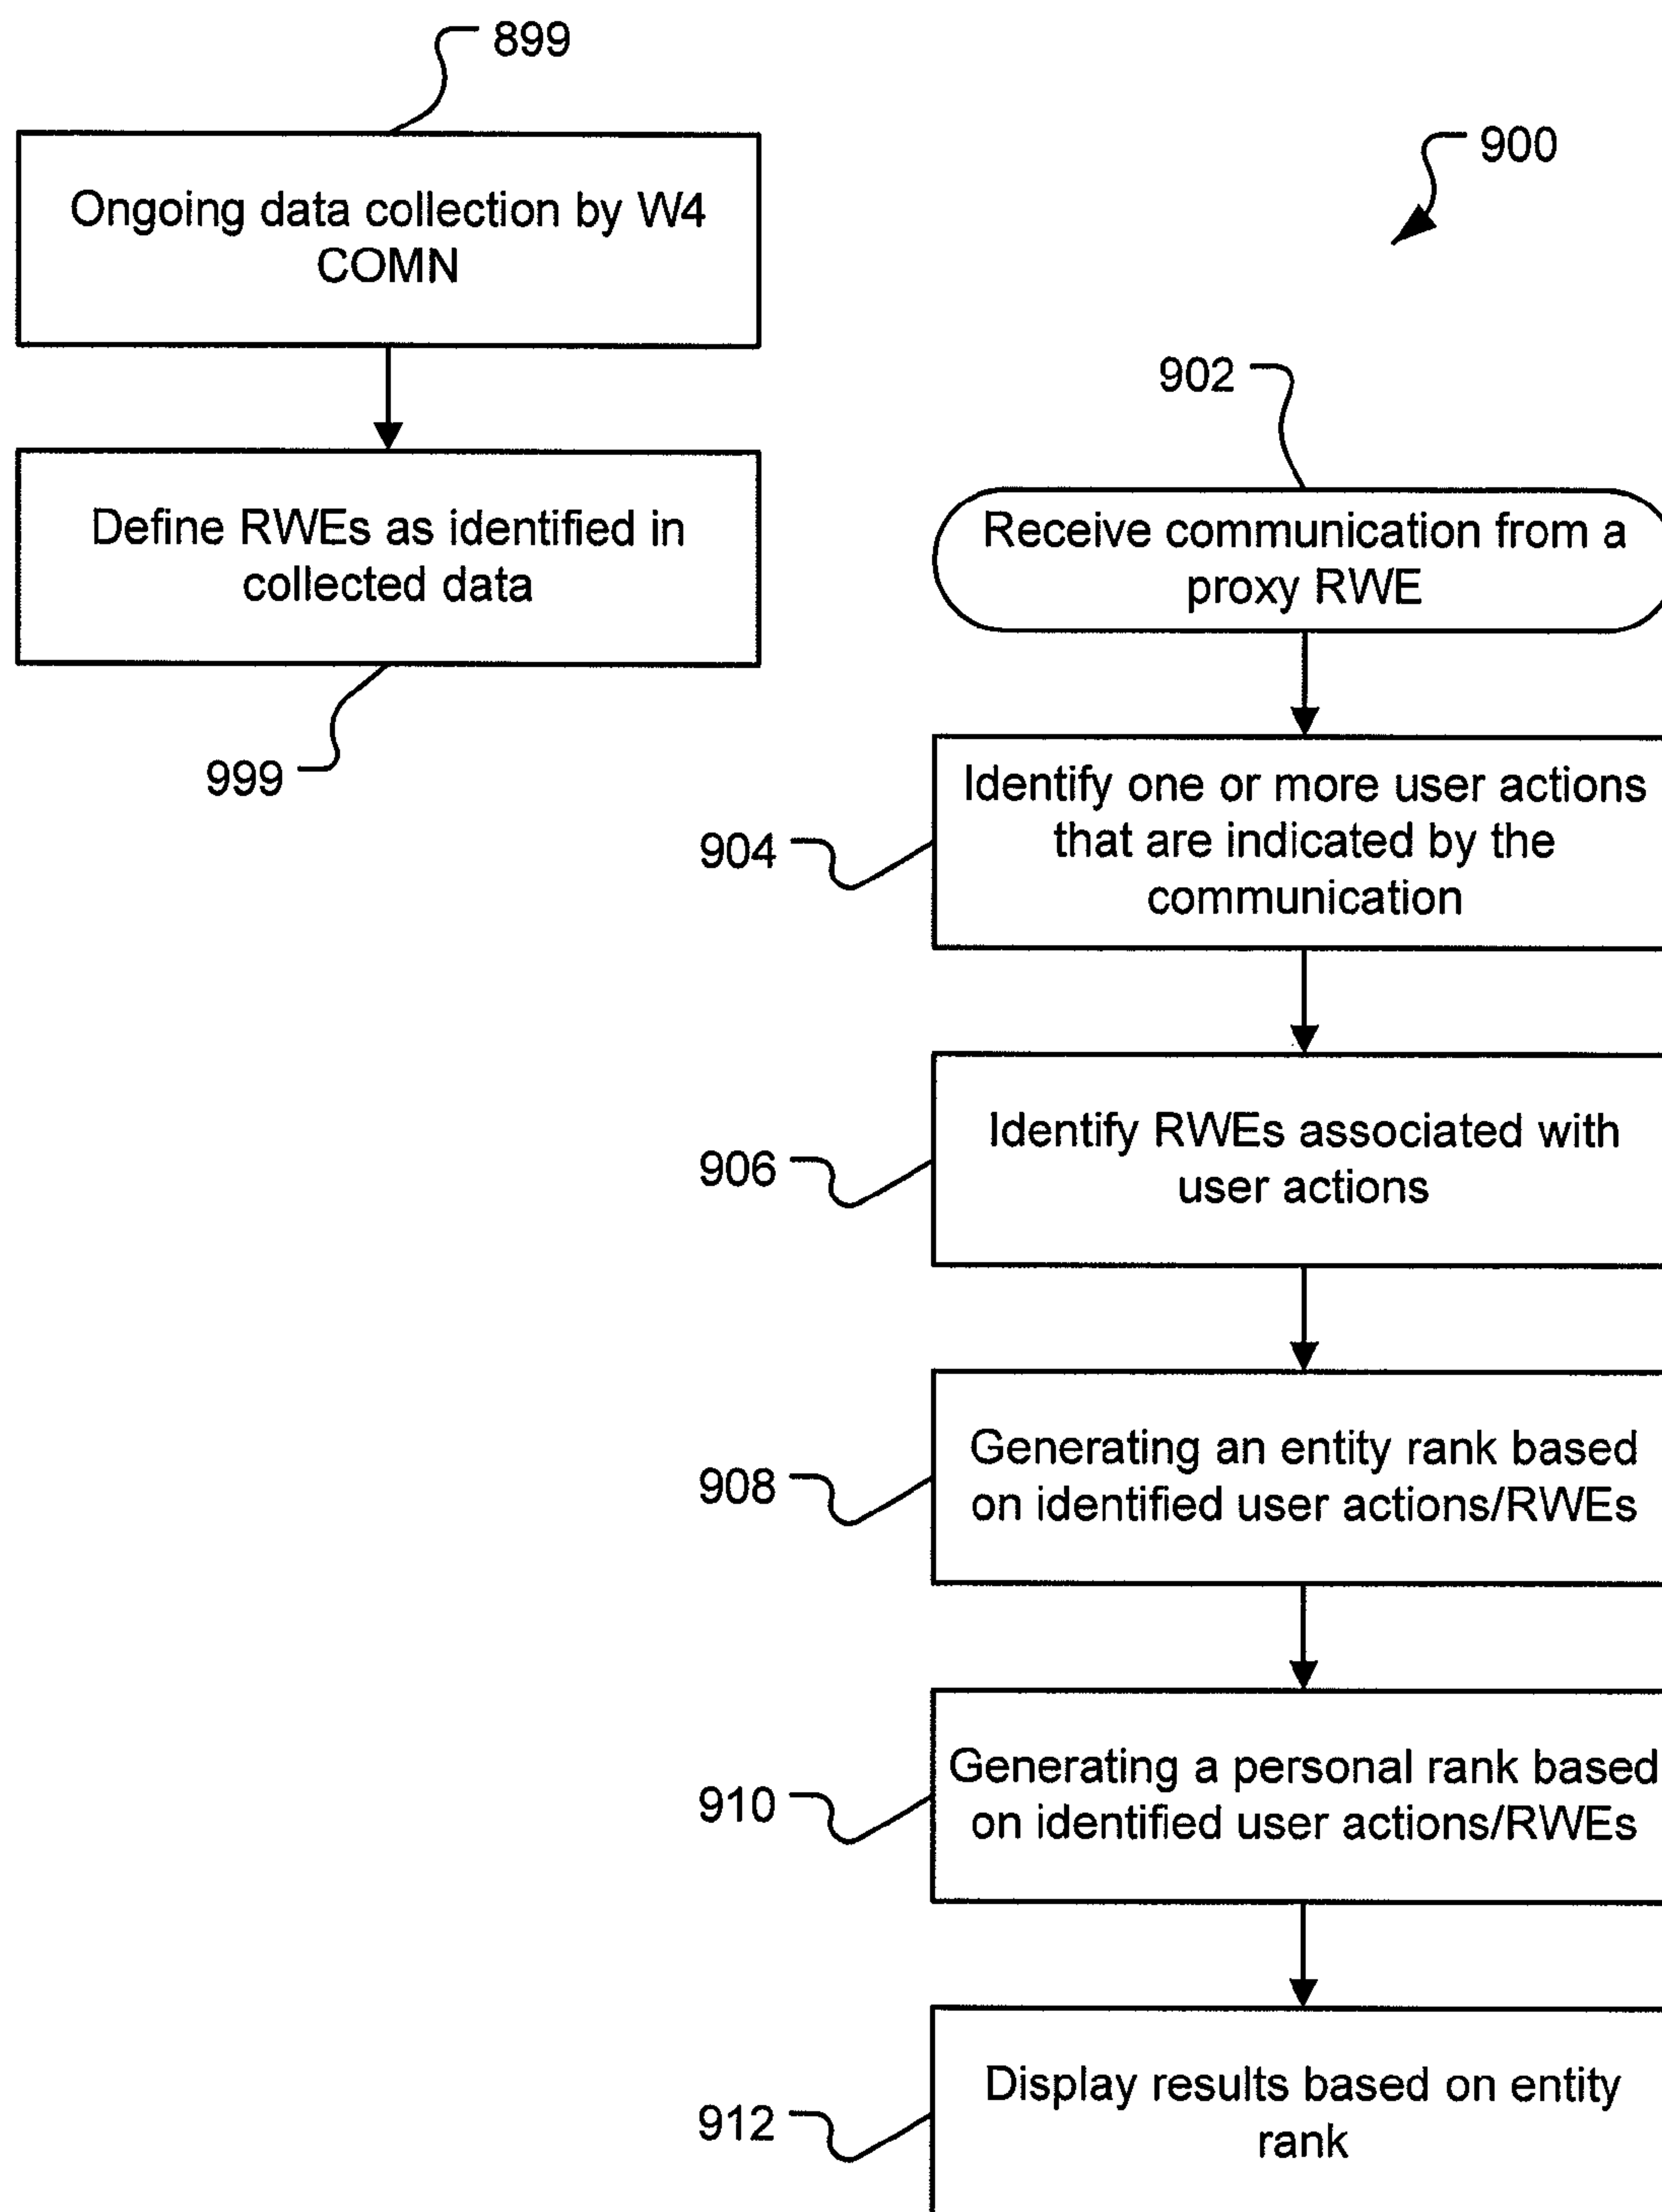 899
Ongoing data collection by W4
COMN
Define RWEs as identified in
collected data
999
900
902
Receive communication from a
proxy RWE
904
Identify one or more user actions
that are indicated by the
communication
906
Identify RWEs associated with
user actions
908
Generating an entity rank based
on identified user actions/RWEs
910
Generating a personal rank based
on identified user actions/RWEs
912
Display results based on entity
rank